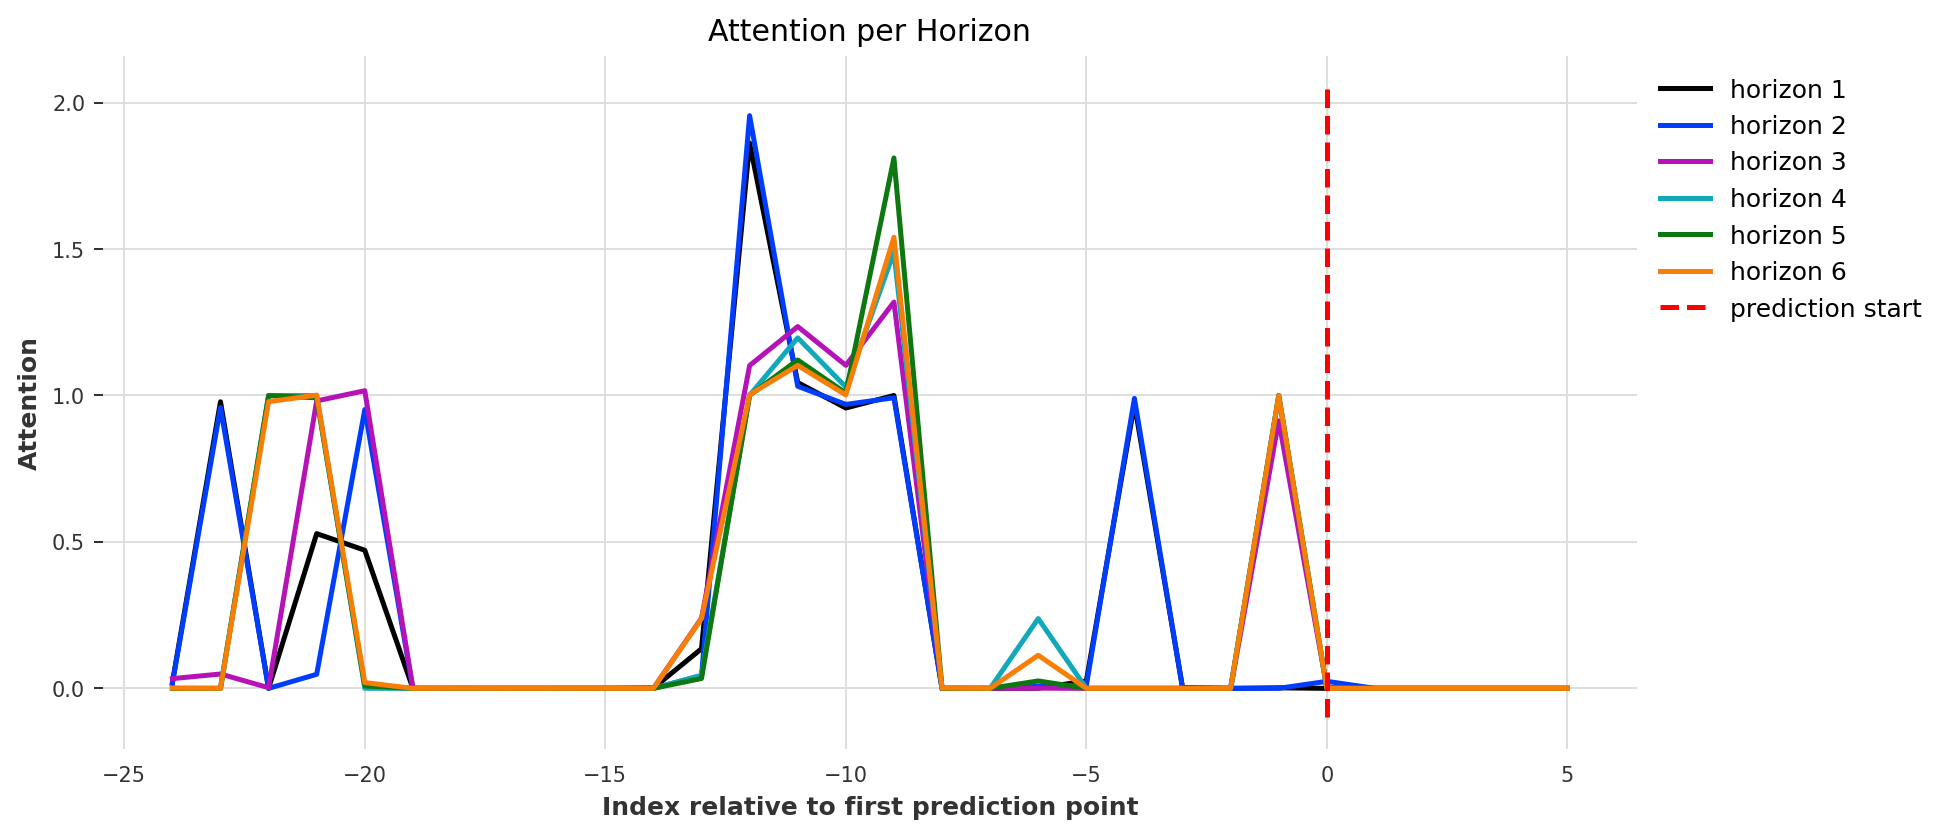 Attention per Horizon
2.0
1.5
1.0
0.5
0.0
Attention
−25
−20
−15
−10
−5
0
5
Index relative to first prediction point
horizon 1
horizon 2
horizon 3
horizon 4
horizon 5
horizon 6
prediction start